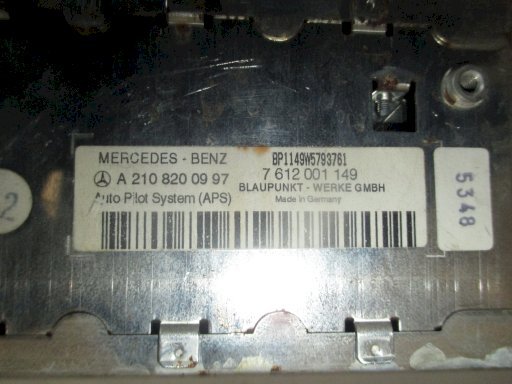 MERCEDES - BENZ
BP1149W5793761
A 210 820 09 97
7 612 001 149
BLAUPUNKT - WERKE GMBH
Auto Pilot System (APS)
Made in Germany
5348
2